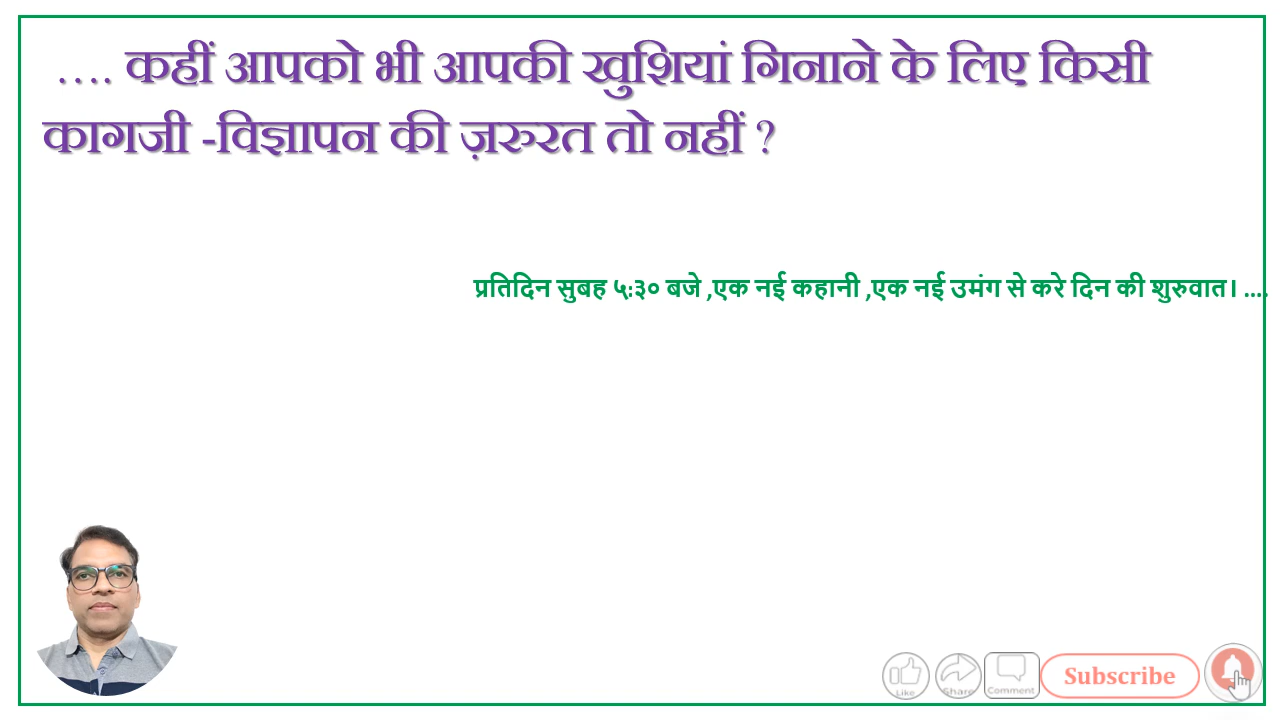 …. कहीं आपको भी आपकी खुशियां गिनाने के लिए किसी
कागजी -विज्ञापन की ज़रुरत तो नहीं ?
प्रतिदिन सुबह ५:३० बजे ,एक नई कहानी ,एक नई उमंग से करे दिन की शुरुवात। ....
Like
Share
Comment
Subscribe